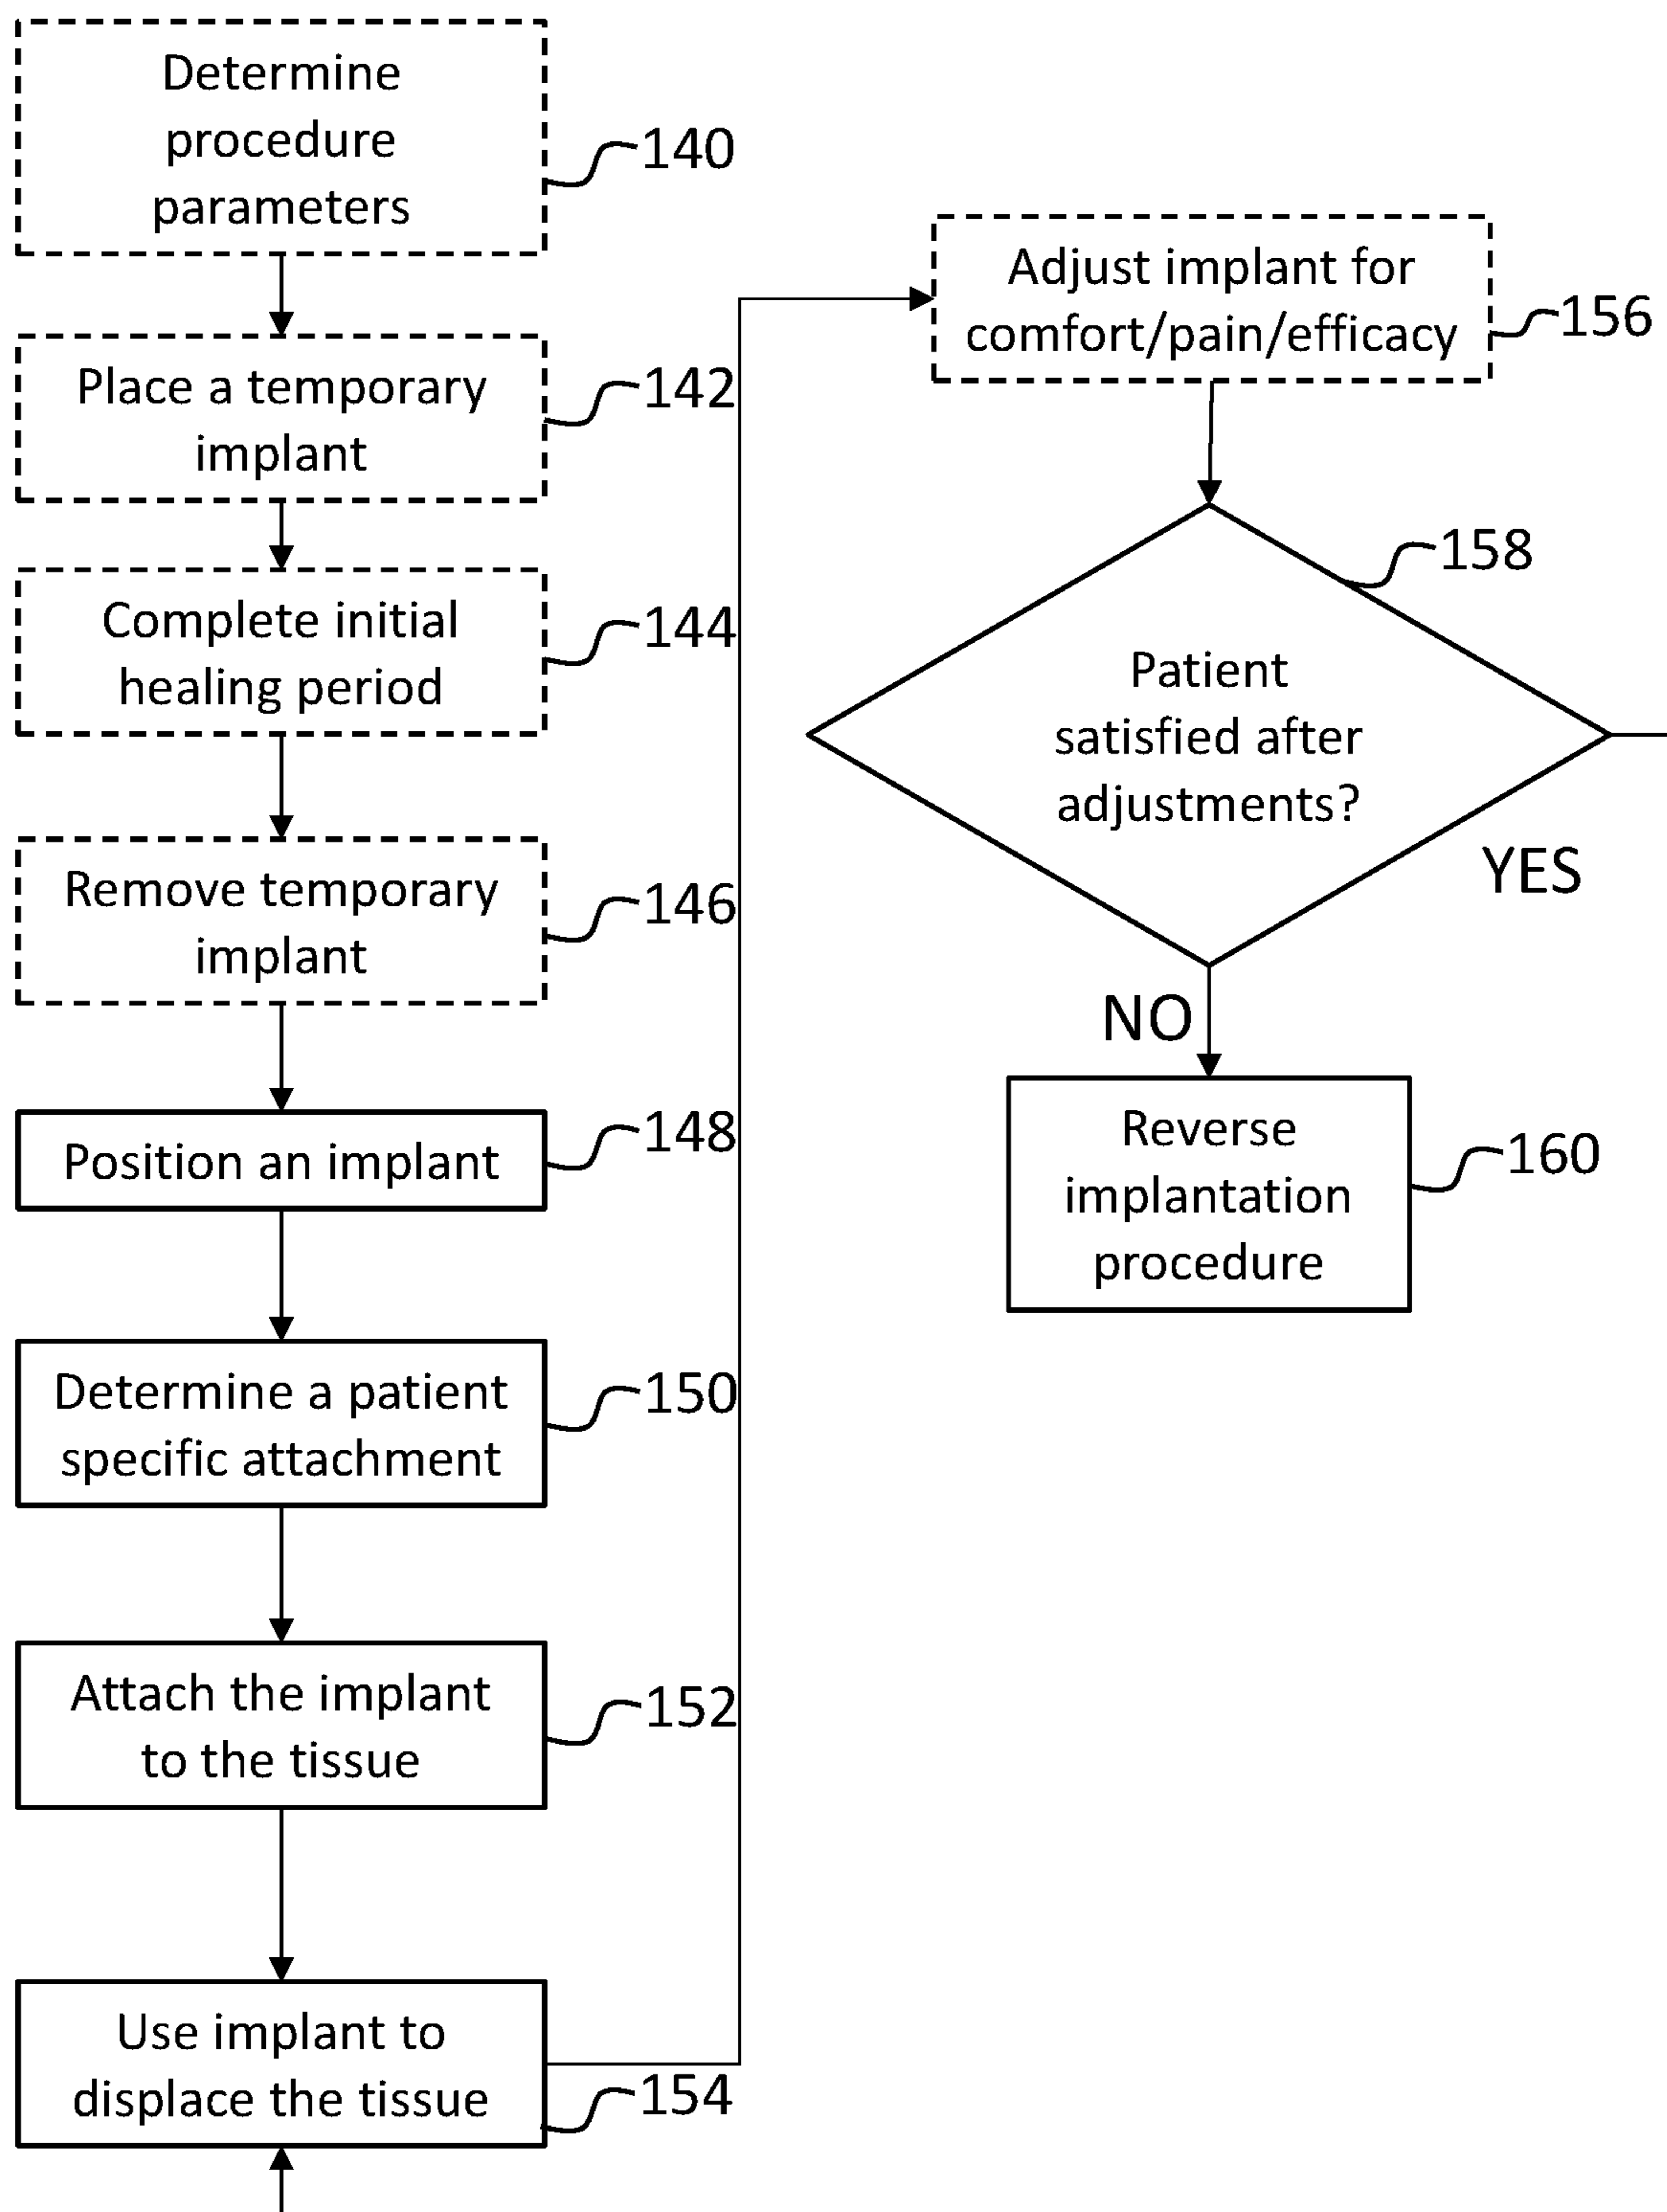 Determine
procedure
parameters
140
Place a temporary
implant
142
Complete initial
healing period
144
Remove temporary
implant
146
Position an implant
148
Determine a patient
specific attachment
150
Attach the implant
to the tissue
152
Use implant to
displace the tissue
154
Adjust implant for
comfort/pain/efficacy
156
158
Patient
satisfied after
adjustments?
YES
NO
Reverse
implantation
procedure
160